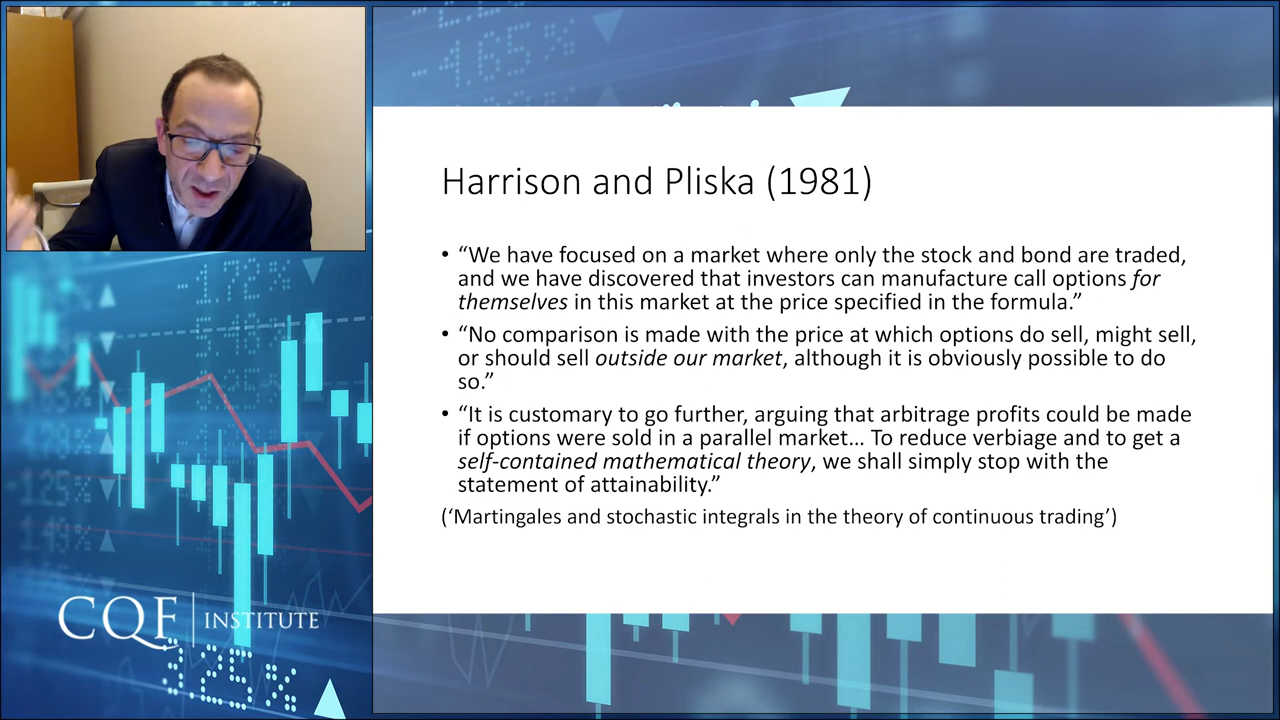 -4.65%
Harrison and Pliska (1981)
• “We have focused on a market where only the stock and bond are traded,
and we have discovered that investors can manufacture call options for
themselves in this market at the price specified in the formula.”
• “No comparison is made with the price at which options do sell, might sell,
or should sell outside our market, although it is obviously possible to do
so.”
• “It is customary to go further, arguing that arbitrage profits could be made
if options were sold in a parallel market… To reduce verbiage and to get a
self-contained mathematical theory, we shall simply stop with the
statement of attainability.”
(‘Martingales and stochastic integrals in the theory of continuous trading’)
-1.72%
CQF INSTITUTE
3.25%